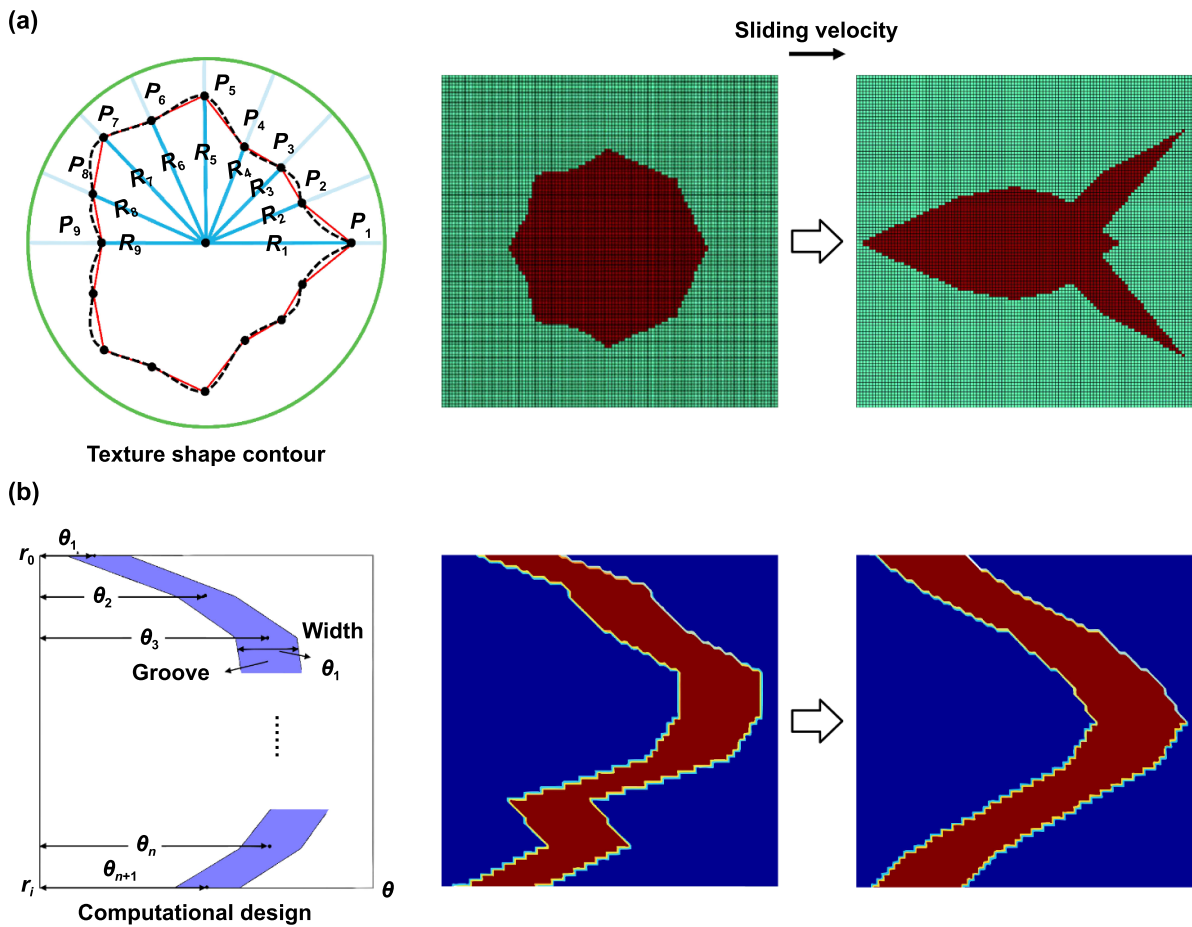 (a)
Sliding velocity
P5
P6
P7
P4
P3
P8
P2
P9
P1
R5
R6
R4
R7
R3
R8
R2
R9
R1
Texture shape contour
(b)
r0
θ1
θ2
θ3
Width
Groove
θ1
θn
θn+1
ri
θ
Computational design